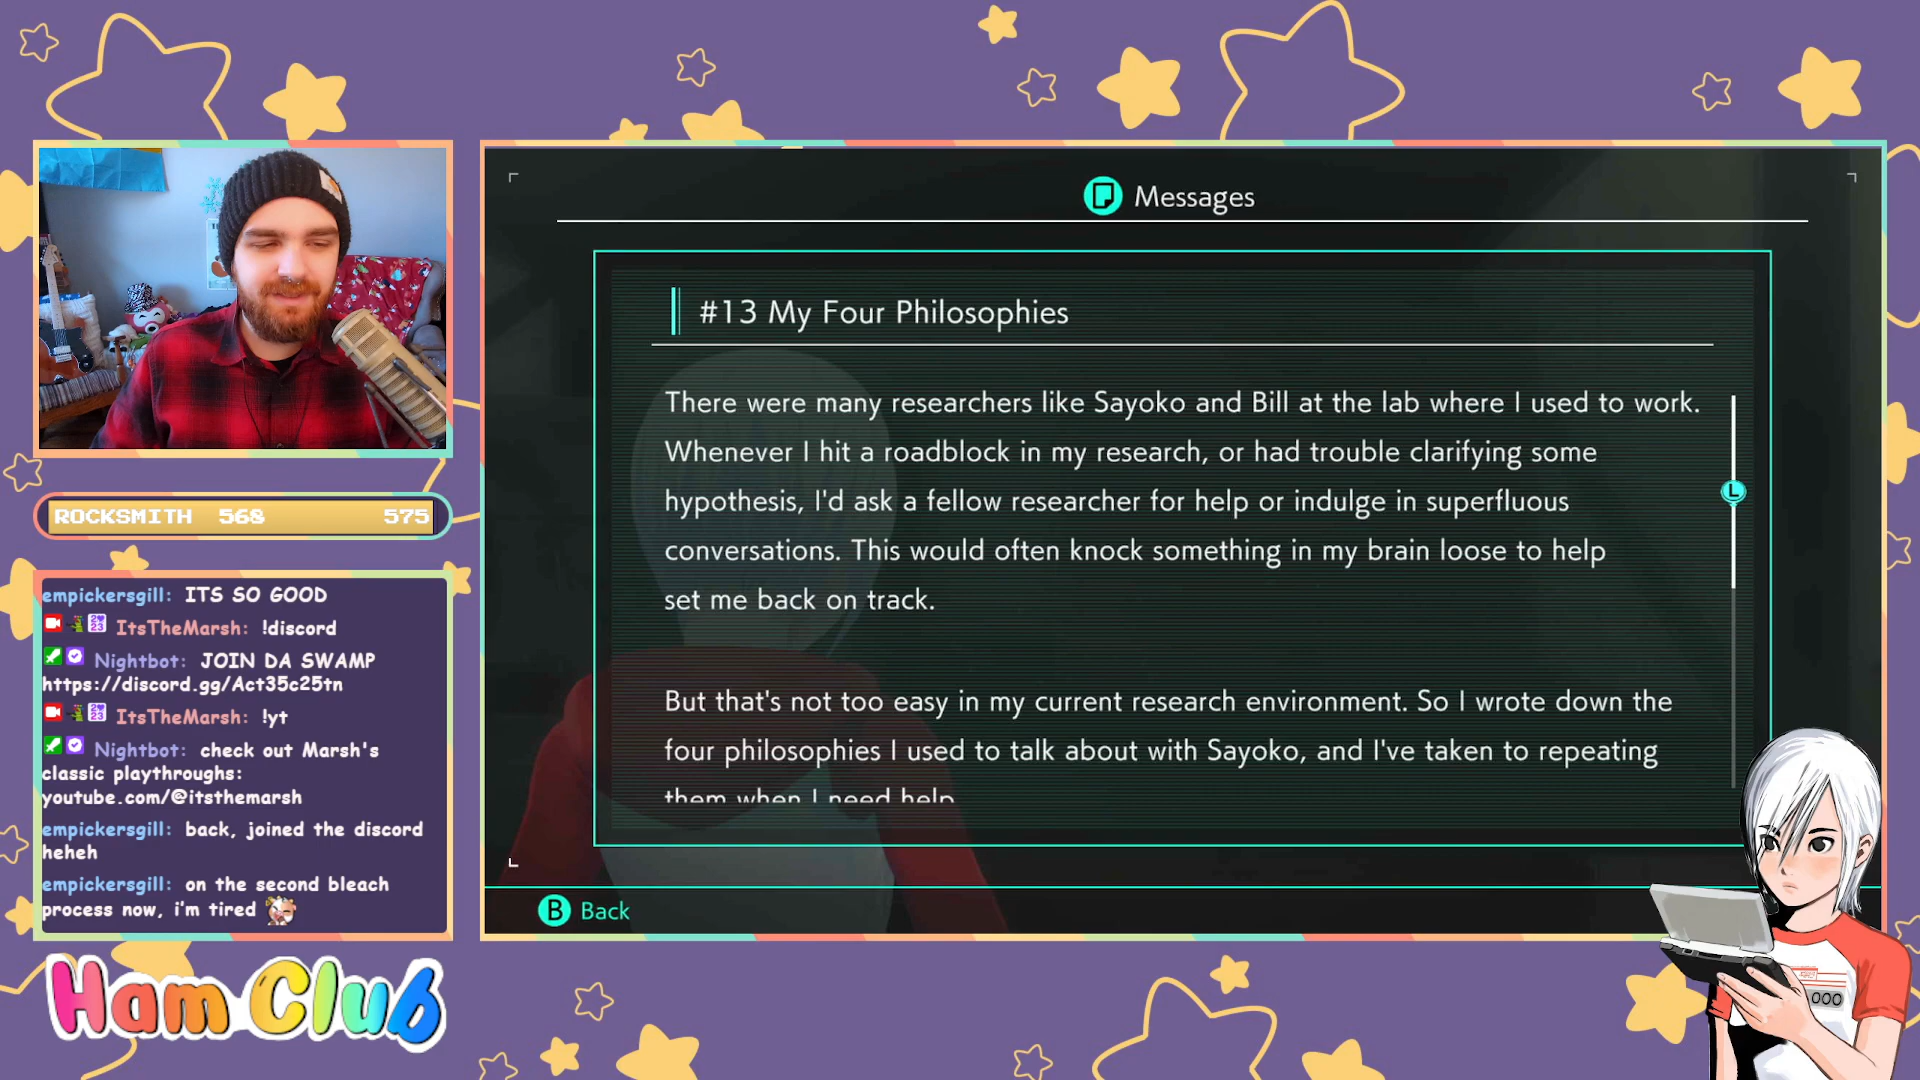 Messages
#13 My Four Philosophies
There were many researchers like Sayoko and Bill at the lab where I used to work.
Whenever I hit a roadblock in my research, or had trouble clarifying some
hypothesis, I'd ask a fellow researcher for help or indulge in superfluous
conversations. This would often knock something in my brain loose to help
set me back on track.
But that's not too easy in my current research environment. So I wrote down the
four philosophies I used to talk about with Sayoko, and I've taken to repeating
them when I need help
L
B Back
ROCKSMITH 568 575
empickersgill: ITS SO GOOD
ItsTheMarsh: !discord
Nightbot: JOIN DA SWAMP
https://discord.gg/Act35c25tn
ItsTheMarsh: !yt
Nightbot: check out Marsh's
classic playthroughs:
youtube.com/@itsthemarsh
empickersgill: back, joined the discord
heheh
empickersgill: on the second bleach
process now, i'm tired
Ham Club